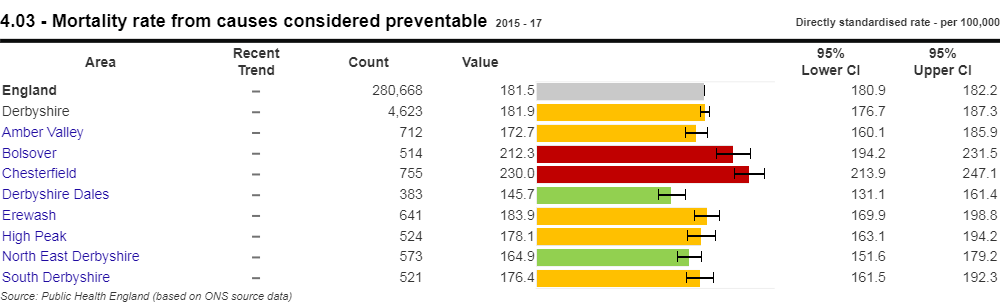 4.03 - Mortality rate from causes considered preventable 2015 - 17 Directly standardised rate - per 100,000
Area Recent Trend Count Value 95% Lower CI 95% Upper CI
England – 280,668 181.5 180.9 182.2
Derbyshire – 4,623 181.9 176.7 187.3
Amber Valley – 712 172.7 160.1 185.9
Bolsover – 514 212.3 194.2 231.5
Chesterfield – 755 230.0 213.9 247.1
Derbyshire Dales – 383 145.7 131.1 161.4
Erewash – 641 183.9 169.9 198.8
High Peak – 524 178.1 163.1 194.2
North East Derbyshire – 573 164.9 151.6 179.2
South Derbyshire – 521 176.4 161.5 192.3
Source: Public Health England (based on ONS source data)